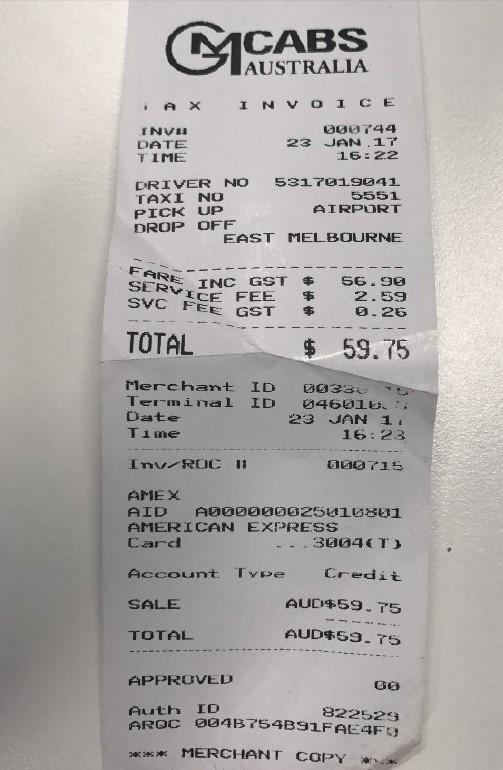 GM CABS
AUSTRALIA
TAX INVOICE
INV# 000744
DATE 23 JAN 17
TIME 16:22
DRIVER NO 5317019041
TAXI NO 5551
PICK UP AIRPORT
DROP OFF
EAST MELBOURNE
FARE INC GST $ 56.90
SERVICE FEE $ 2.59
SVC FEE GST $ 0.26
TOTAL $ 59.75
Merchant ID
Terminal ID
Date 23 JAN 17
Time 16:23
Inv/ROC # 000715
AMEX
AID A000000025010801
AMERICAN EXPRESS
Card ...3004(T)
Account Type Credit
SALE AUD$59.75
TOTAL AUD$59.75
APPROVED 00
Auth ID 822529
ARQC 004B754B91FAE4F9
*** MERCHANT COPY ***